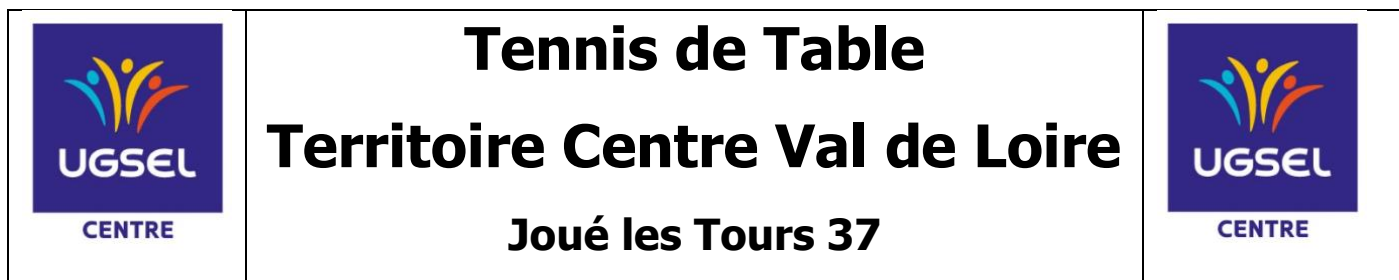 UGSEL
CENTRE
Tennis de Table
Territoire Centre Val de Loire
Joué les Tours 37
UGSEL
CENTRE